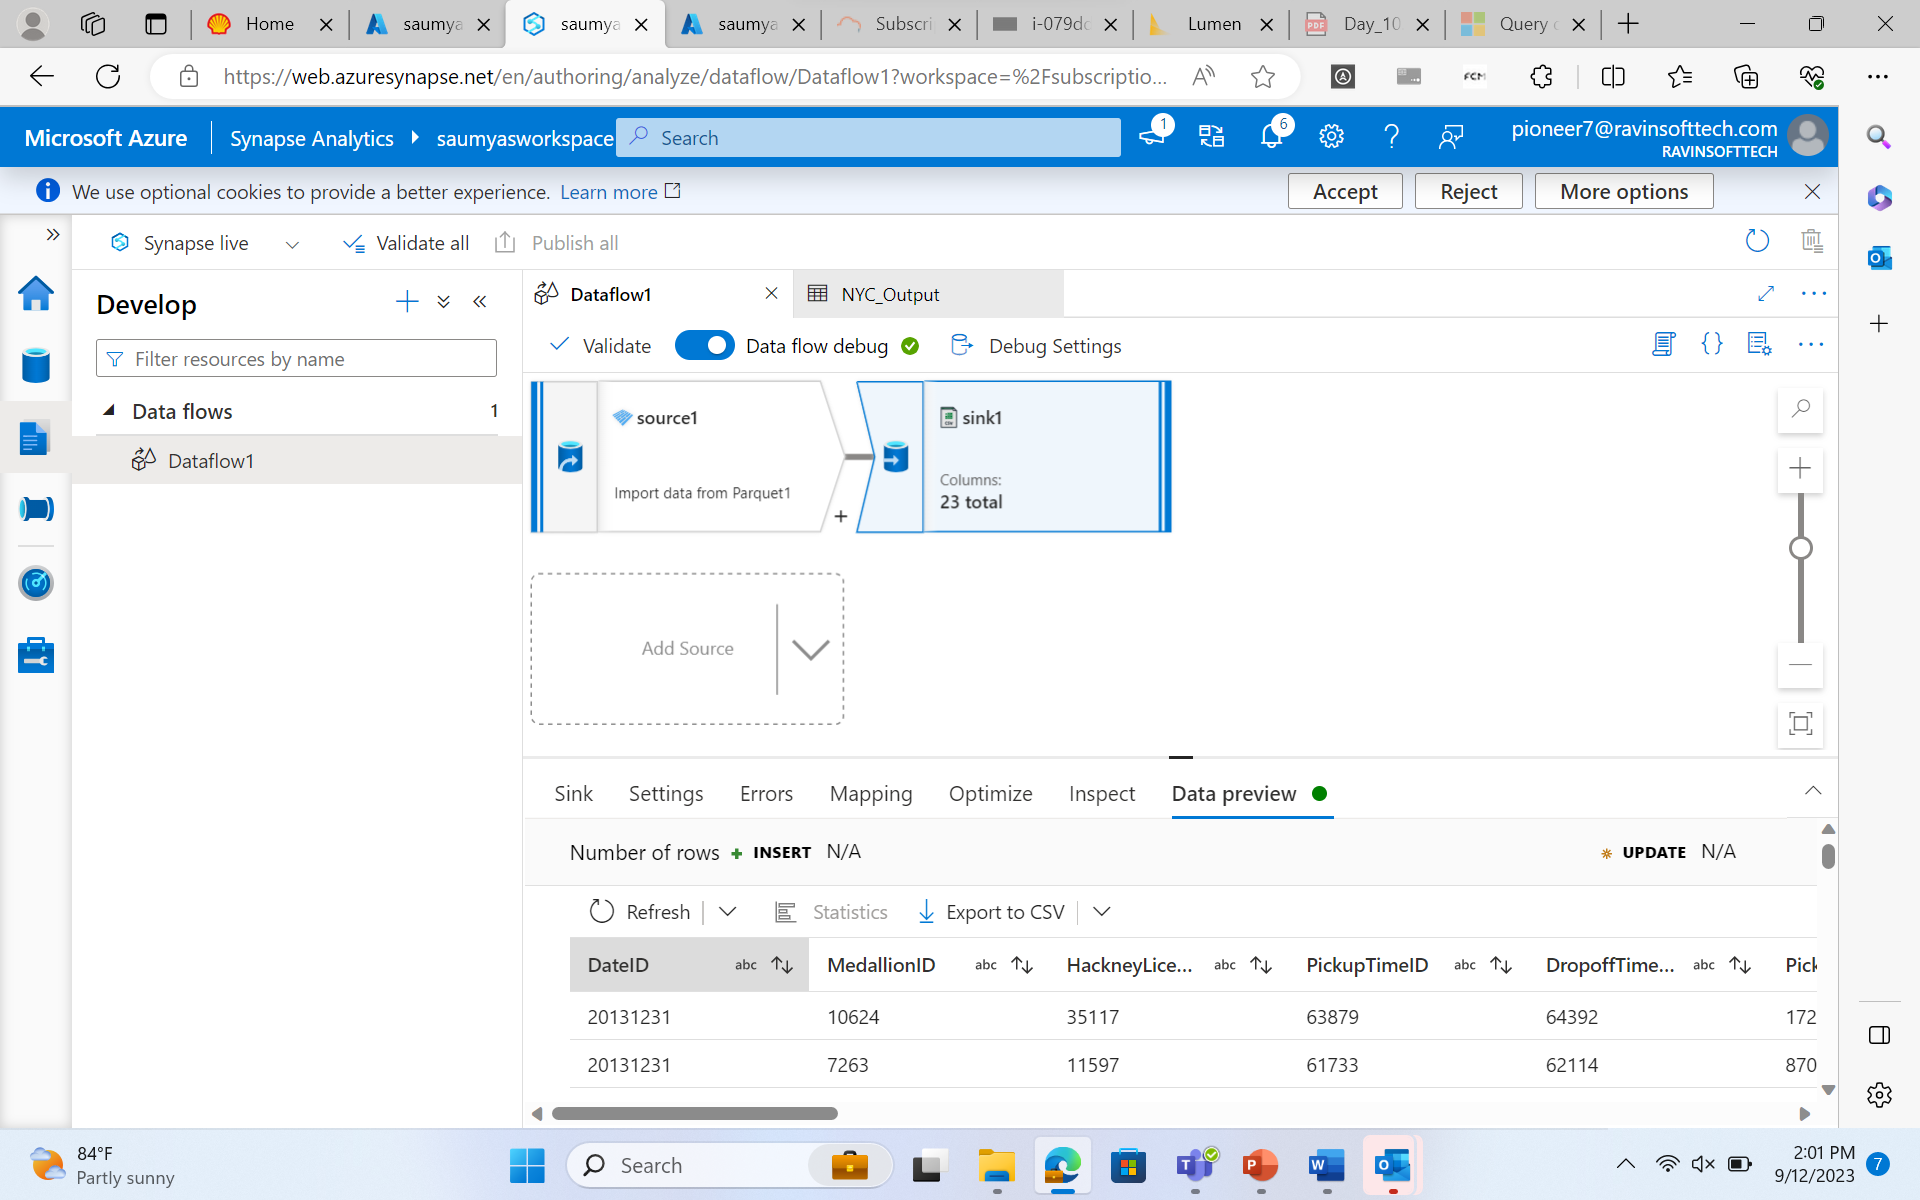 Home
saumya
saumya
saumya
Subscri
i-079dc
Lumen
Day_10
Query
https://web.azuresynapse.net/en/authoring/analyze/dataflow/Dataflow1?workspace=%2Fsubscriptio...
FCM
Microsoft Azure
Synapse Analytics
saumyasworkspace
Search
1
6
pioneer7@ravinsofttech.com
RAVINSOFTTECH
We use optional cookies to provide a better experience. Learn more
Accept
Reject
More options
Synapse live
Validate all
Publish all
Develop
Filter resources by name
Data flows
1
Dataflow1
Dataflow1
NYC_Output
Validate
Data flow debug
Debug Settings
source1
Import data from Parquet1
+
sink1
Columns:
23 total
Add Source
Sink
Settings
Errors
Mapping
Optimize
Inspect
Data preview
Number of rows + INSERT N/A
UPDATE N/A
Refresh
Statistics
Export to CSV
DateID abc MedallionID abc HackneyLice... abc PickupTimeID abc DropoffTime... abc Pick
20131231 10624 35117 63879 64392 172
20131231 7263 11597 61733 62114 870
84°F
Partly sunny
Search
2:01 PM
9/12/2023
7